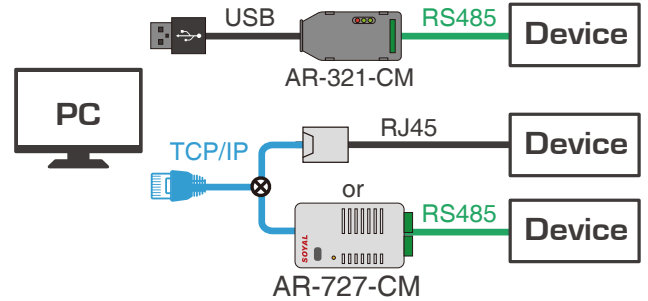 USB
RS485
Device
AR-321-CM
PC
TCP/IP
RJ45
Device
or
SOYAL
RS485
Device
AR-727-CM